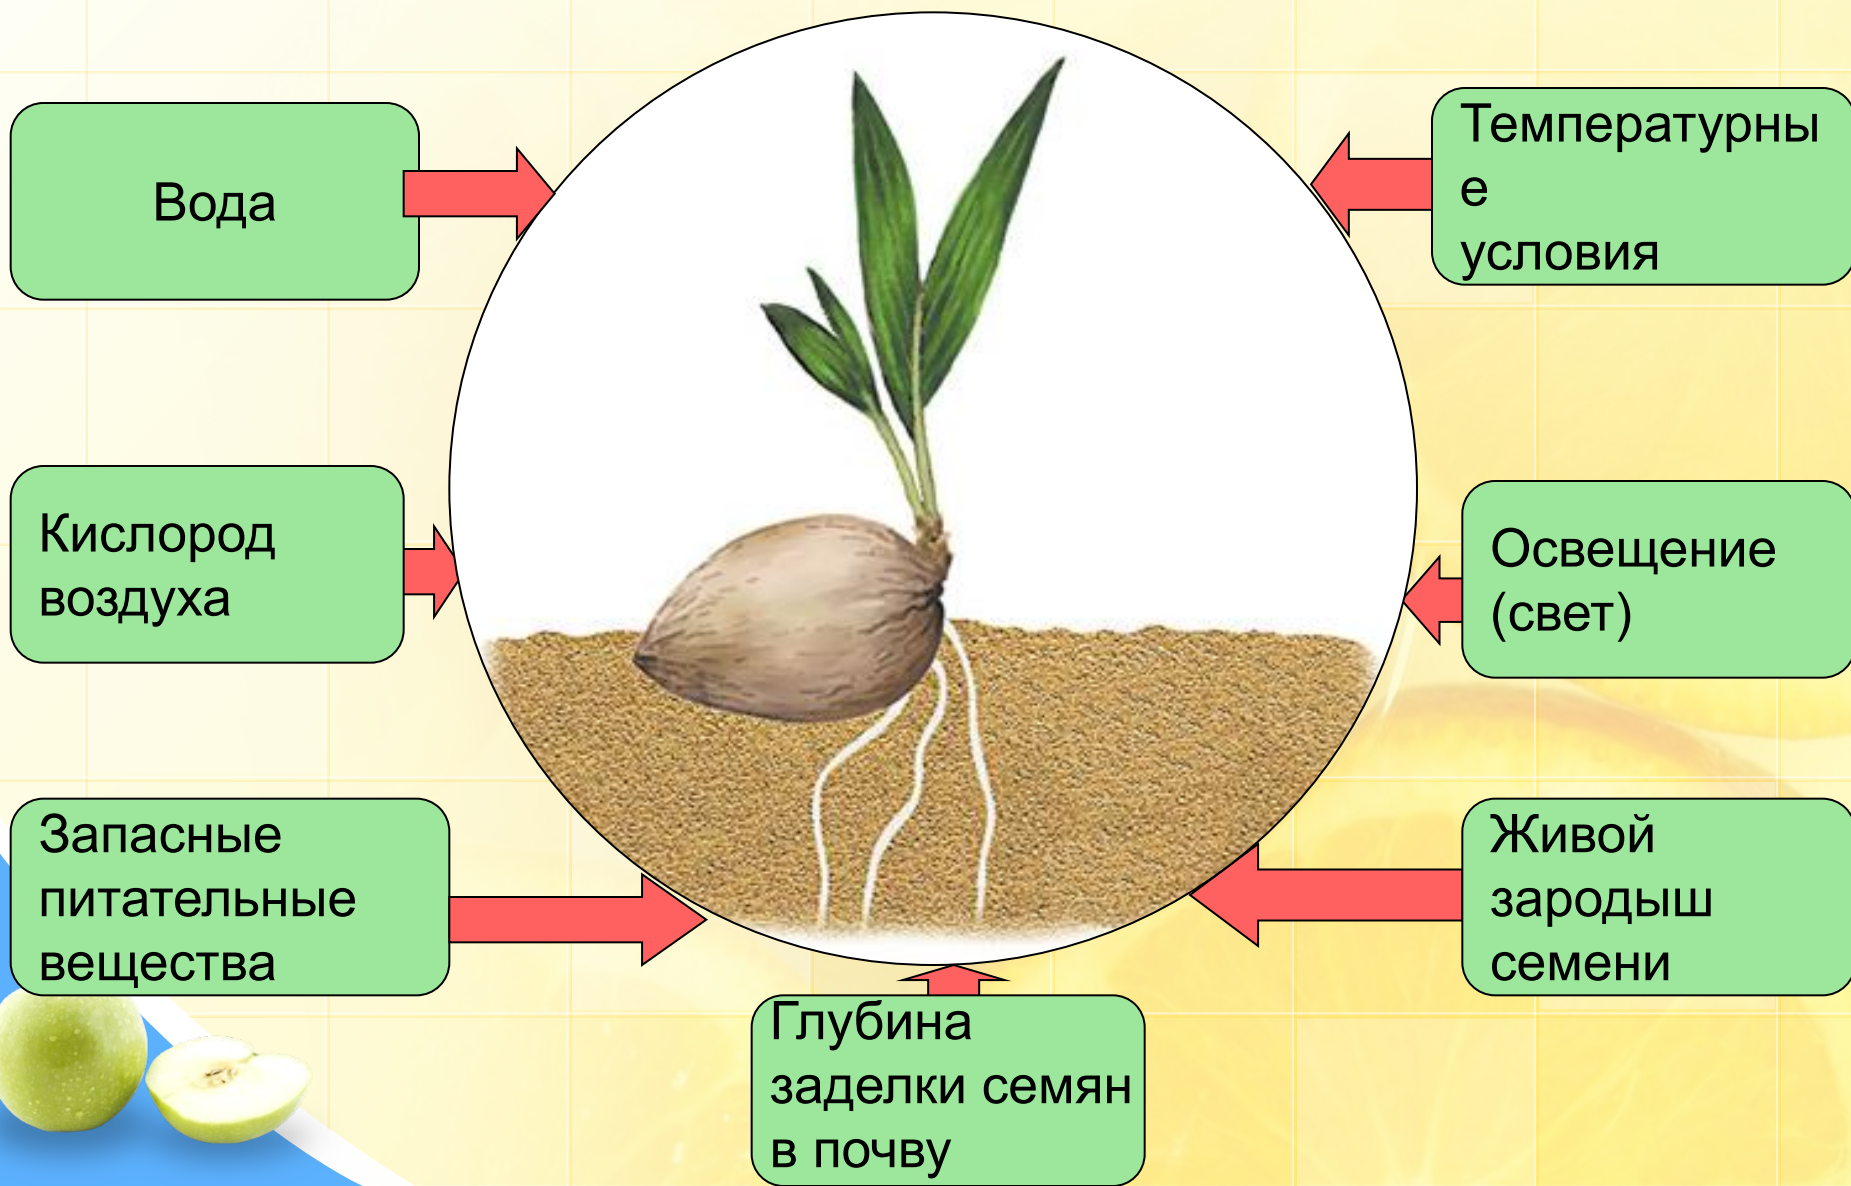 Вода
Температурны
е
условия
Кислород
воздуха
Освещение
(свет)
Запасные
питательные
вещества
Живой
зародыш
семени
Глубина
заделки семян
в почву